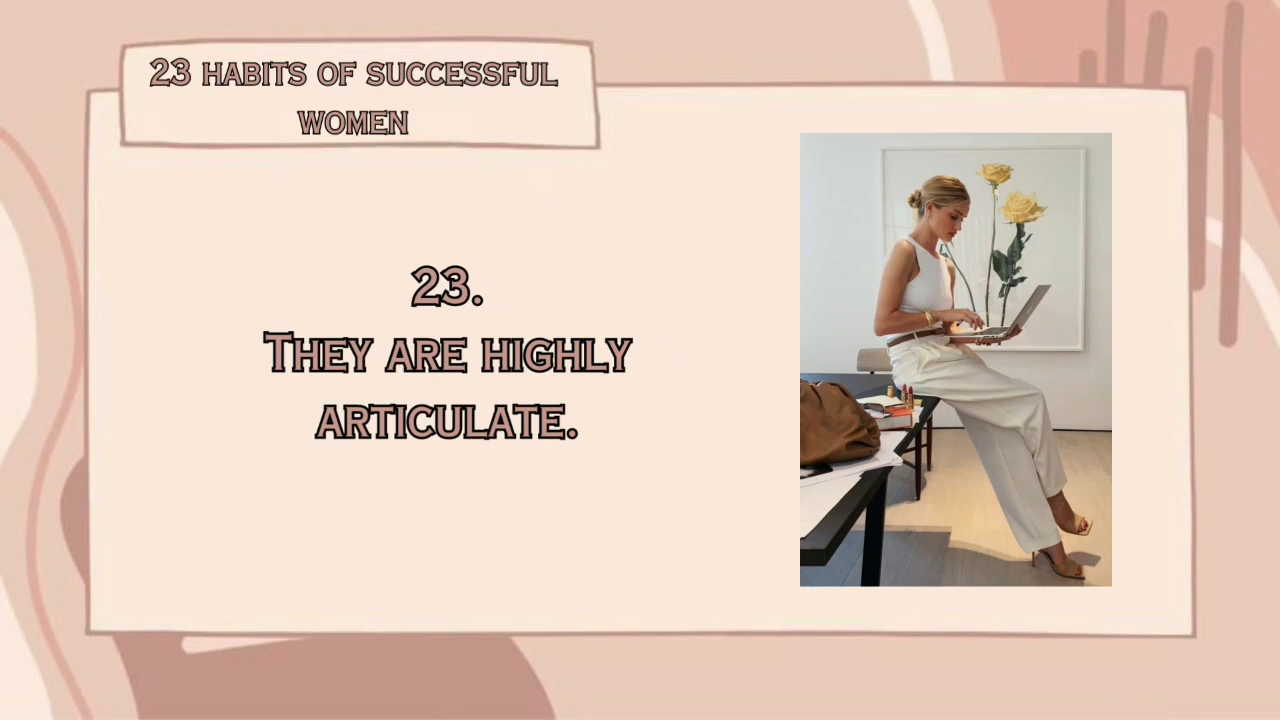 23 HABITS OF SUCCESSFUL
WOMEN
23.
THEY ARE HIGHLY
ARTICULATE.